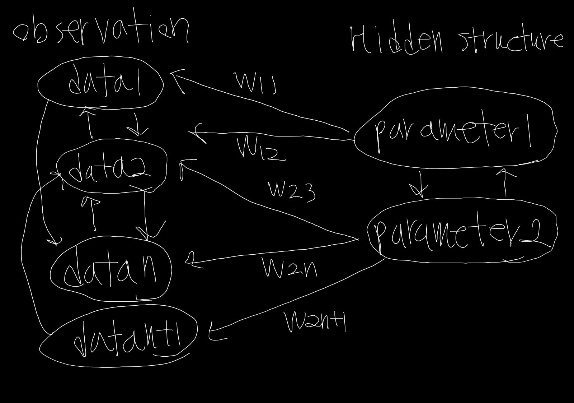 observation
Hidden structure
data1
W11
parameter1
W12
data2
W23
parameter2
datan
W2n
W2n+1
datan+1